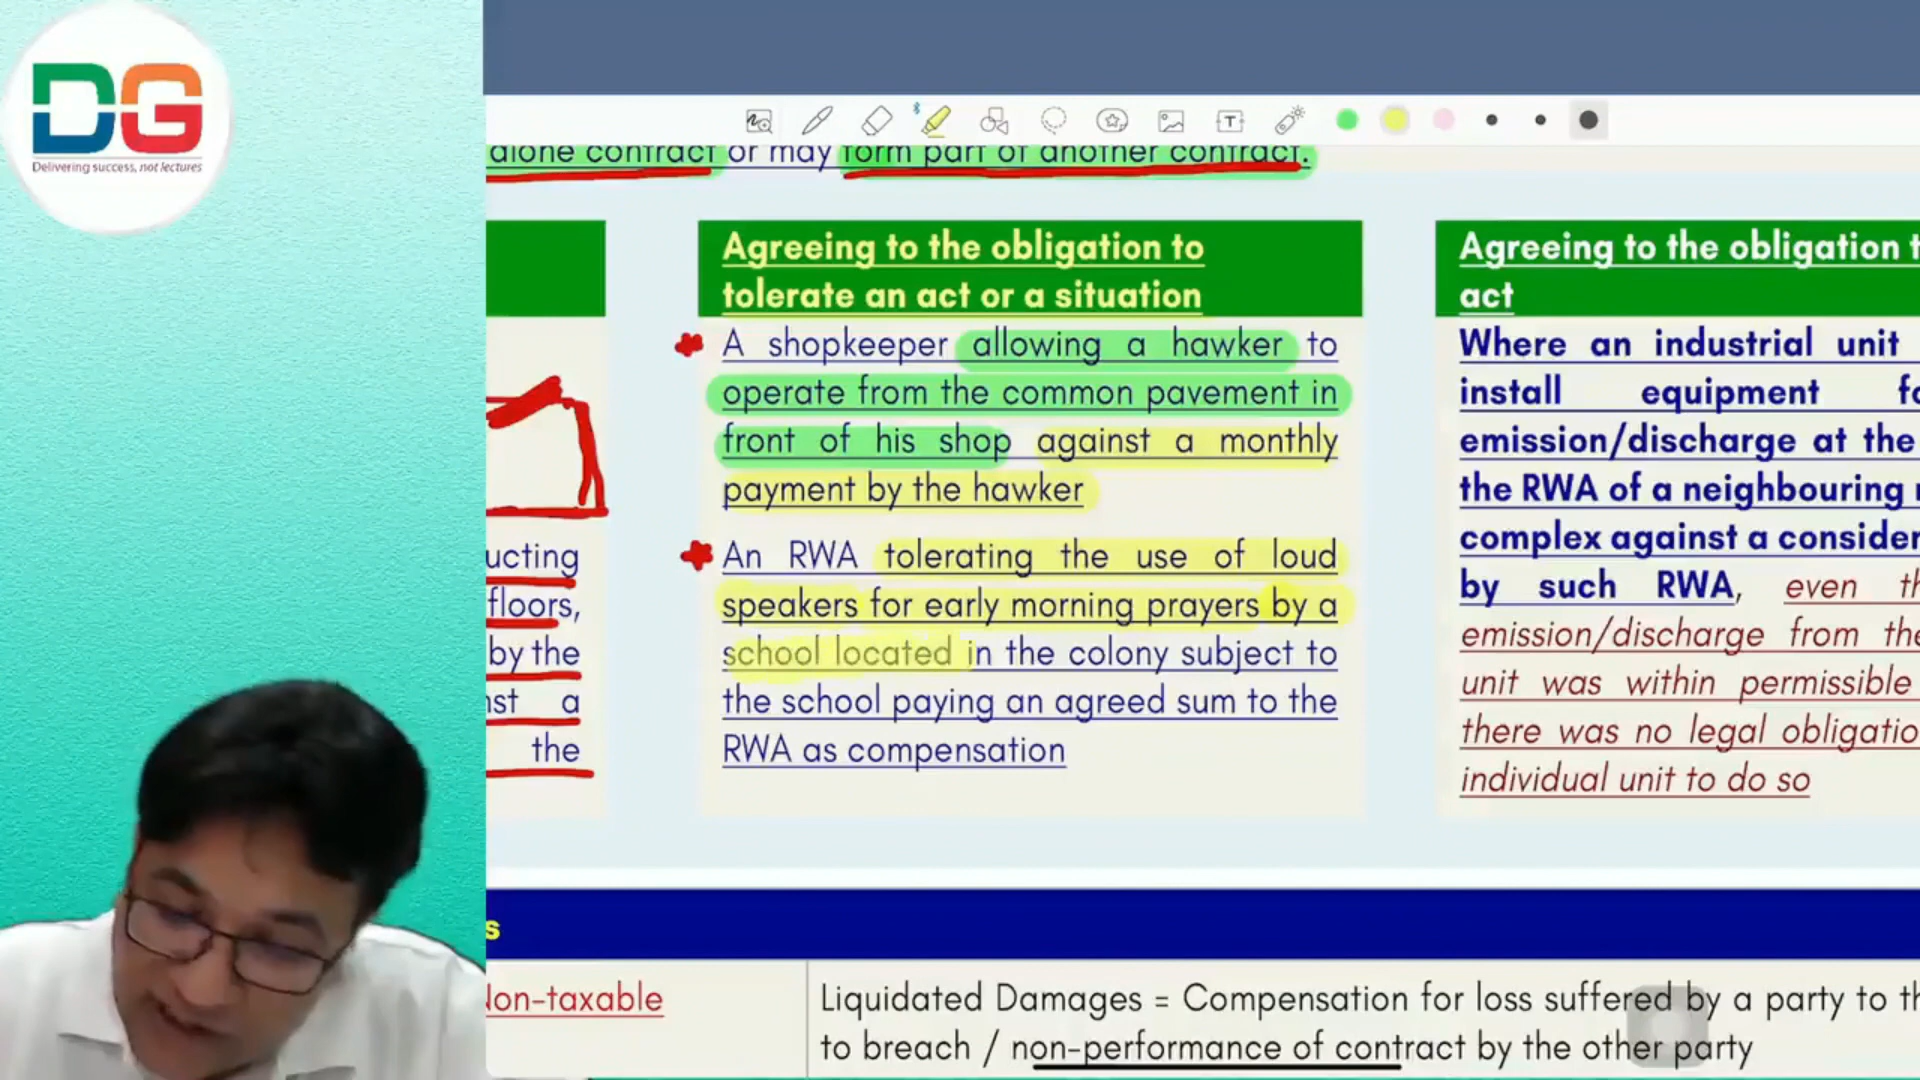 DG
Delivering success, not lectures
alone contract or may form part of another contract.
Agreeing to the obligation to
tolerate an act or a situation
A shopkeeper allowing a hawker to
operate from the common pavement in
front of his shop against a monthly
payment by the hawker
An RWA tolerating the use of loud
speakers for early morning prayers by a
school located in the colony subject to
the school paying an agreed sum to the
RWA as compensation
ucting
floors,
by the
a
the
Agreeing to the obligation
act
Where an industrial unit
install equipment
emission/discharge at the
the RWA of a neighbouring
complex against a
by such RWA, even
emission/discharge from the
unit was within permissible
there was no legal
individual unit to do so
s
Non-taxable
Liquidated Damages = Compensation for loss suffered by a party to
to breach / non-performance of contract by the other party